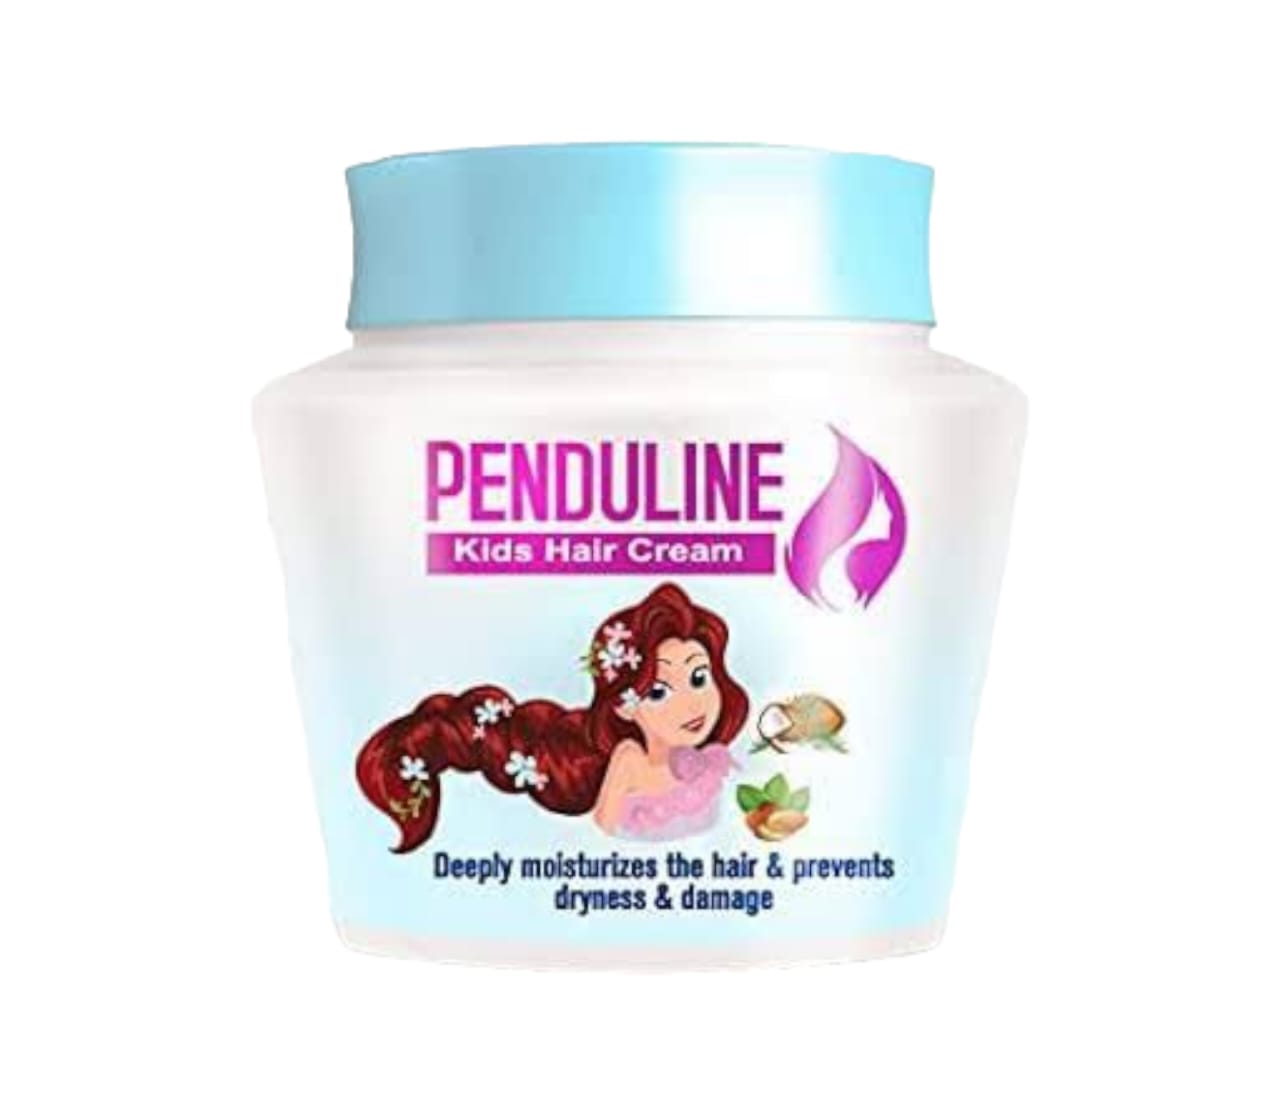 PENDULINE
Kids Hair Cream
Deeply moisturizes the hair & prevents
dryness & damage